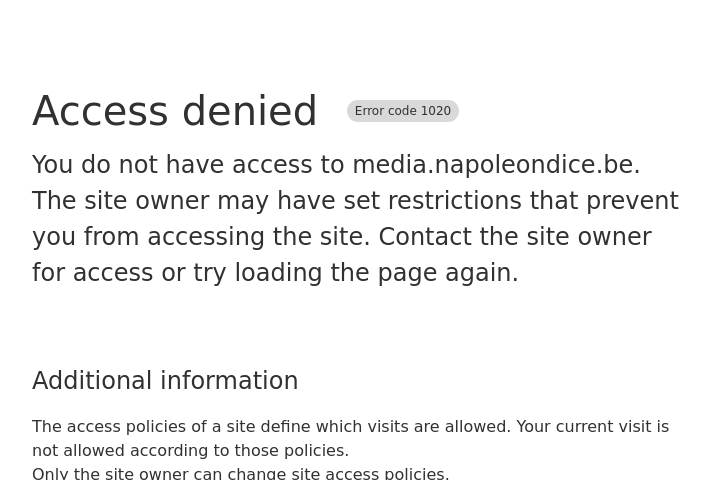 Access denied Error code 1020
You do not have access to media.napoleondice.be.
The site owner may have set restrictions that prevent
you from accessing the site. Contact the site owner
for access or try loading the page again.
Additional information
The access policies of a site define which visits are allowed. Your current visit is
not allowed according to those policies.
Only the site owner can change site access policies.